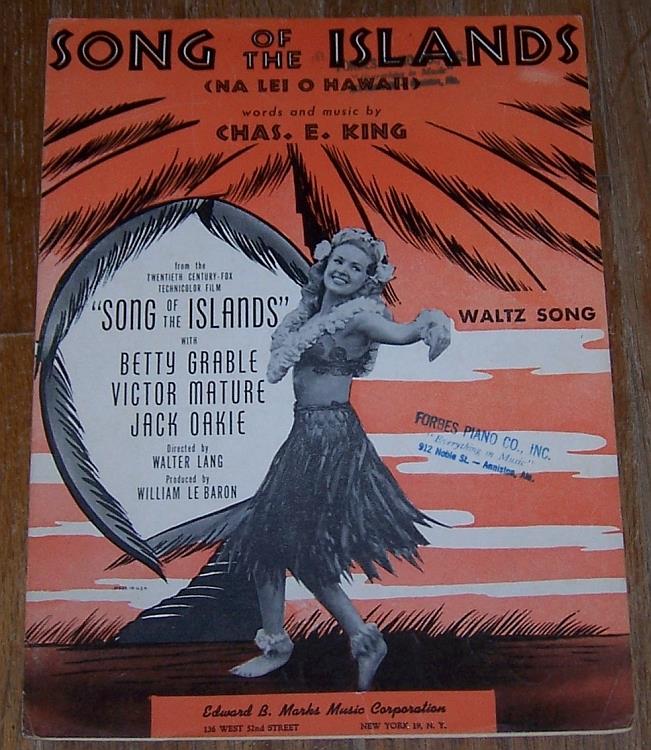 SONG OF THE ISLANDS
(NA LEI O HAWAII)
words and music by
CHAS. E. KING
from the
TWENTIETH CENTURY-FOX
TECHNICOLOR FILM
"SONG OF THE ISLANDS"
WITH
BETTY GRABLE
VICTOR MATURE
JACK OAKIE
Directed by
WALTER LANG
Produced by
WILLIAM LE BARON
WALTZ SONG
FORBES PIANO CO., INC.
"Everything in Music"
912 Noble St. — Anniston, Ala.
Edward B. Marks Music Corporation
136 WEST 52nd STREET NEW YORK 19, N. Y.